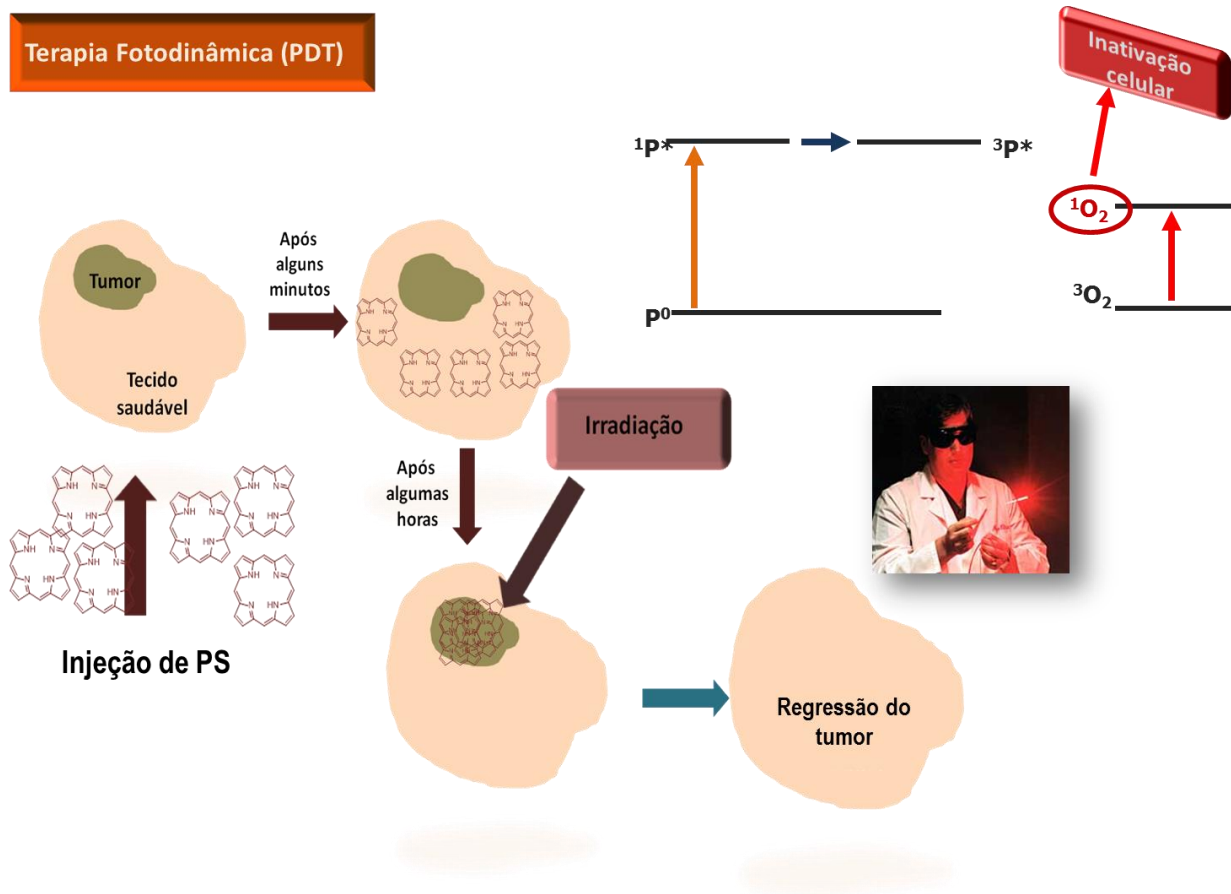 Terapia Fotodinâmica (PDT)
Inativação
celular
¹P*
³P*
¹O₂
³O₂
P⁰
Após
alguns
minutos
Tumor
Tecido
saudável
Irradiação
Após
algumas
horas
Injeção de PS
Regressão do
tumor